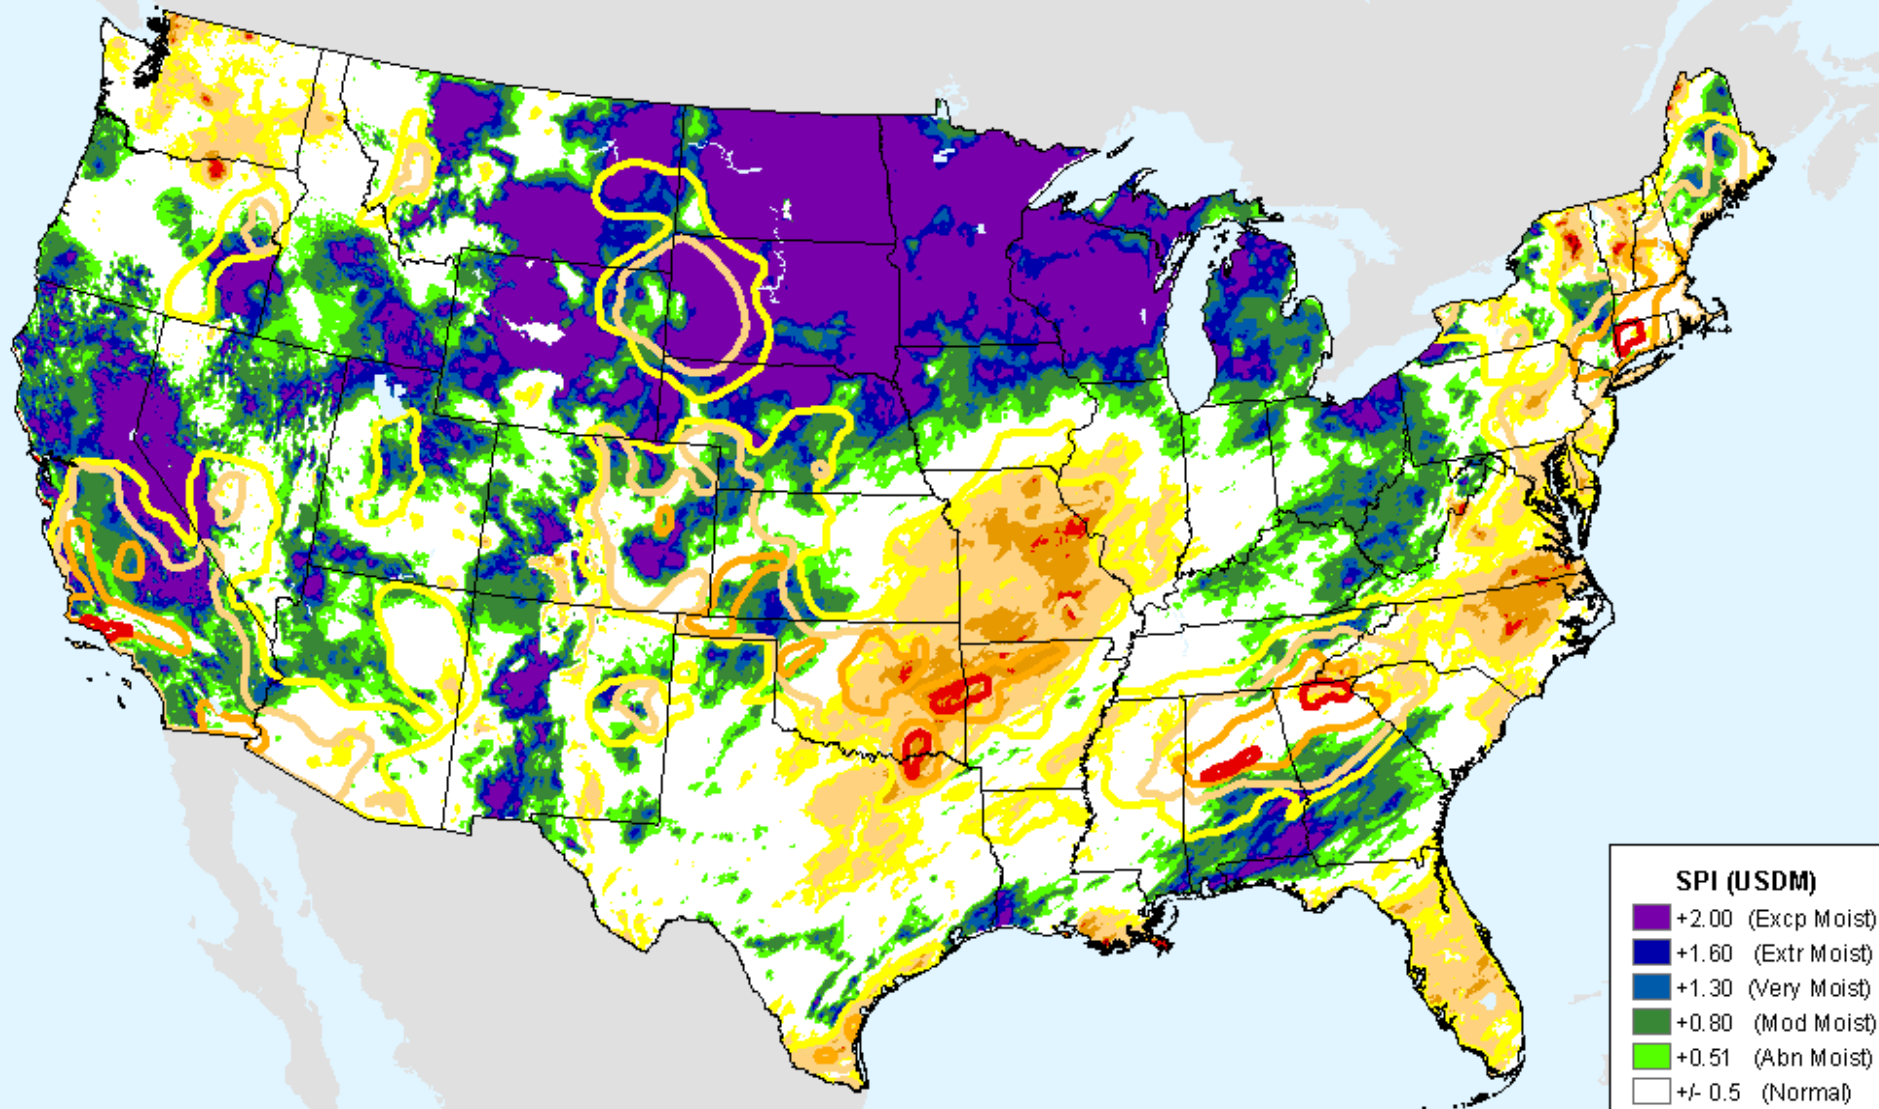 SPI (USDM)
+2.00 (Excp Moist)
+1.60 (Extr Moist)
+1.30 (Very Moist)
+0.80 (Mod Moist)
+0.51 (Abn Moist)
+/- 0.5 (Normal)